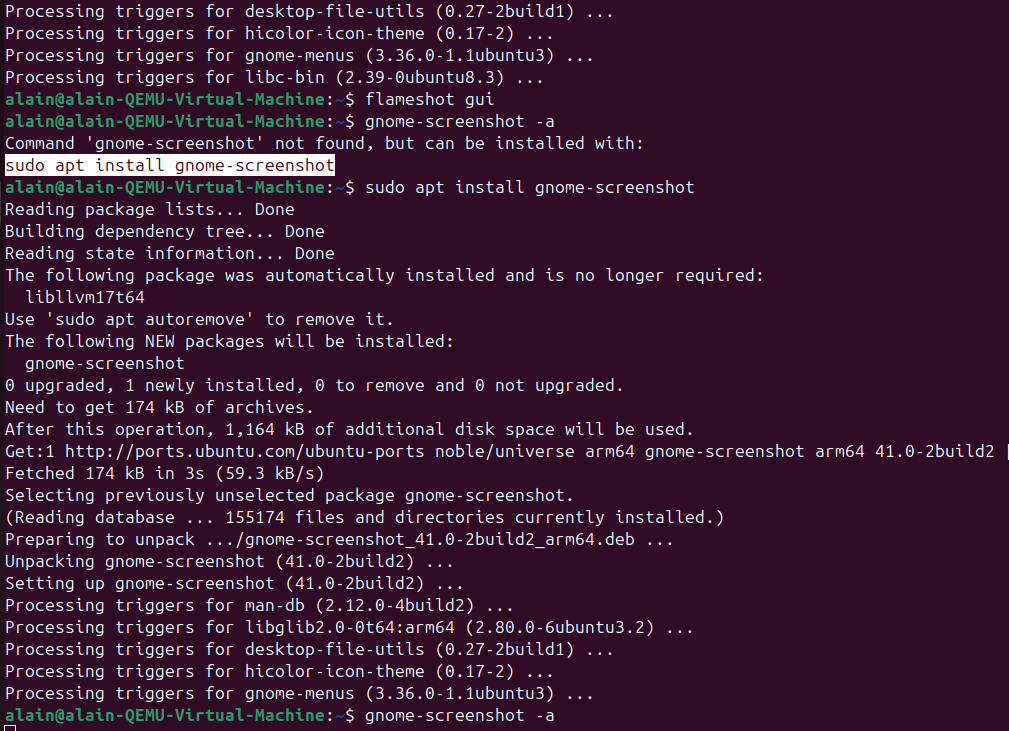 Processing triggers for desktop-file-utils (0.27-2build1) ...
Processing triggers for hicolor-icon-theme (0.17-2) ...
Processing triggers for gnome-menus (3.36.0-1.1ubuntu3) ...
Processing triggers for libc-bin (2.39-0ubuntu8.3) ...
alain@alain-QEMU-Virtual-Machine:~$ flameshot gui
alain@alain-QEMU-Virtual-Machine:~$ gnome-screenshot -a
Command 'gnome-screenshot' not found, but can be installed with:
sudo apt install gnome-screenshot
alain@alain-QEMU-Virtual-Machine:~$ sudo apt install gnome-screenshot
Reading package lists... Done
Building dependency tree... Done
Reading state information... Done
The following package was automatically installed and is no longer required:
  libllvm17t64
Use 'sudo apt autoremove' to remove it.
The following NEW packages will be installed:
  gnome-screenshot
0 upgraded, 1 newly installed, 0 to remove and 0 not upgraded.
Need to get 174 kB of archives.
After this operation, 1,164 kB of additional disk space will be used.
Get:1 http://ports.ubuntu.com/ubuntu-ports noble/universe arm64 gnome-screenshot arm64 41.0-2build2
Fetched 174 kB in 3s (59.3 kB/s)
Selecting previously unselected package gnome-screenshot.
(Reading database ... 155174 files and directories currently installed.)
Preparing to unpack .../gnome-screenshot_41.0-2build2_arm64.deb ...
Unpacking gnome-screenshot (41.0-2build2) ...
Setting up gnome-screenshot (41.0-2build2) ...
Processing triggers for man-db (2.12.0-4build2) ...
Processing triggers for libglib2.0-0t64:arm64 (2.80.0-6ubuntu3.2) ...
Processing triggers for desktop-file-utils (0.27-2build1) ...
Processing triggers for hicolor-icon-theme (0.17-2) ...
Processing triggers for gnome-menus (3.36.0-1.1ubuntu3) ...
alain@alain-QEMU-Virtual-Machine:~$ gnome-screenshot -a